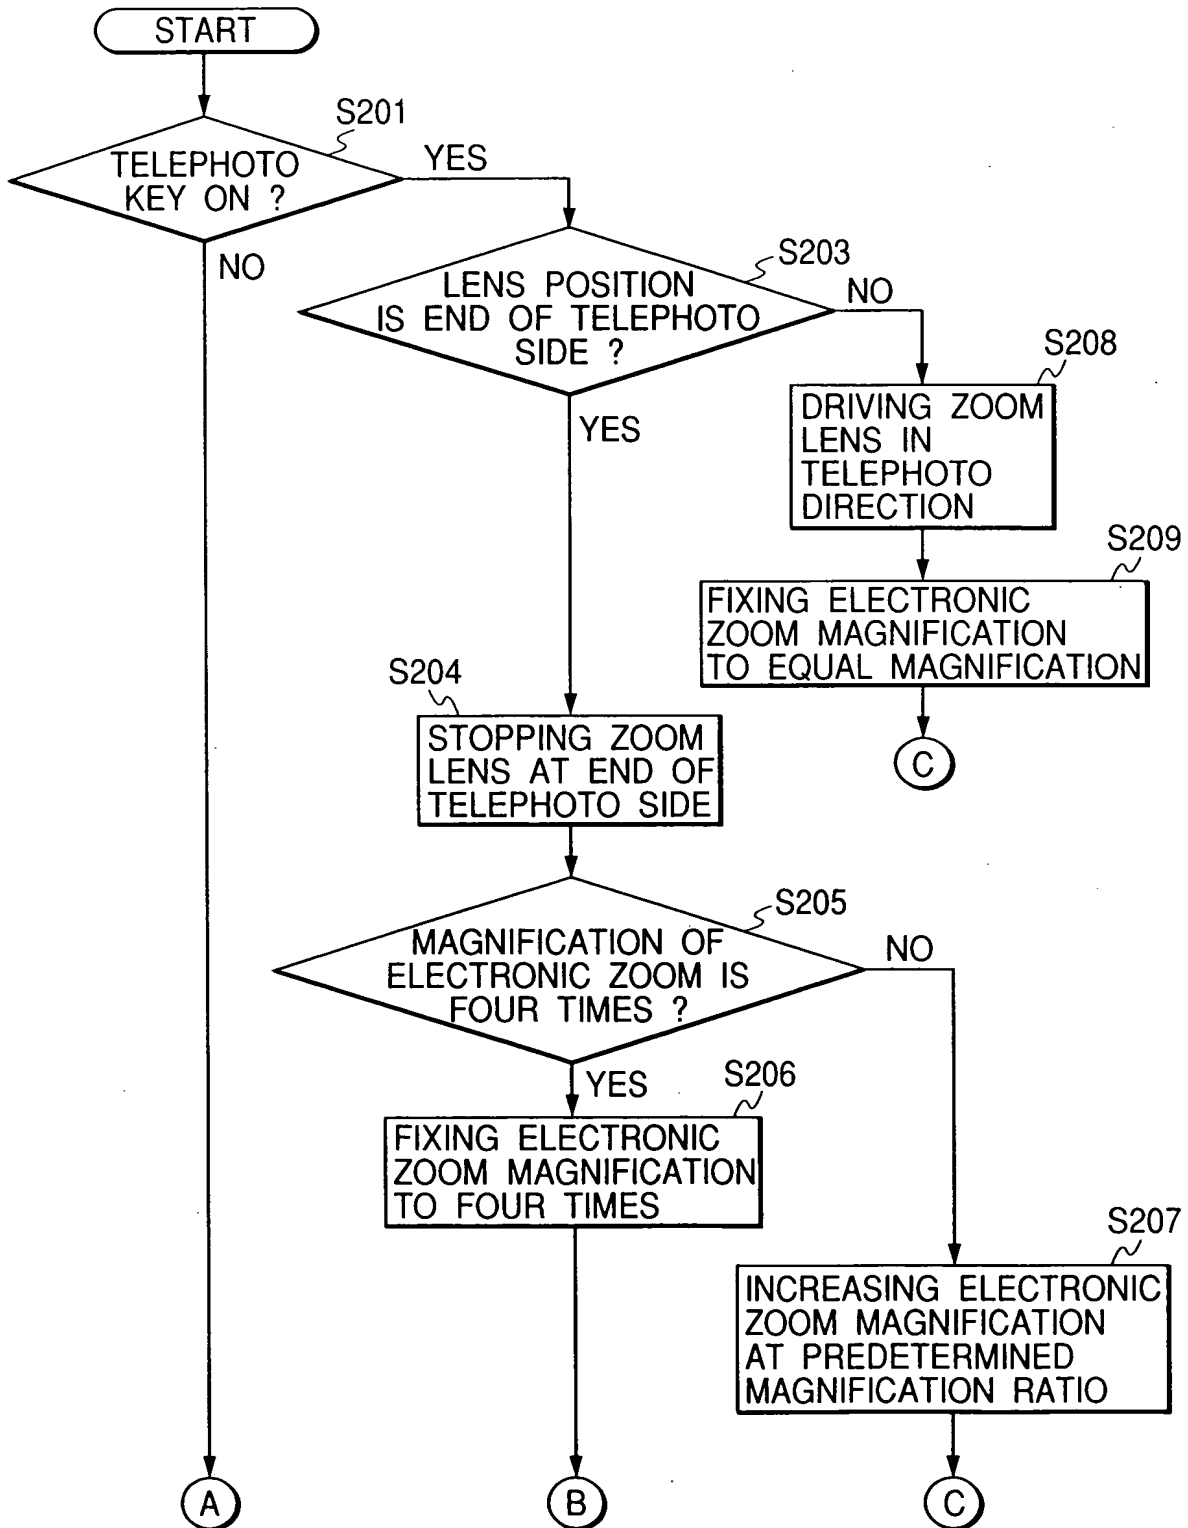 START
S201
TELEPHOTO
KEY ON ?
YES
NO
S203
LENS POSITION
IS END OF TELEPHOTO
SIDE ?
NO
YES
S208
DRIVING ZOOM
LENS IN
TELEPHOTO
DIRECTION
S209
FIXING ELECTRONIC
ZOOM MAGNIFICATION
TO EQUAL MAGNIFICATION
C
S204
STOPPING ZOOM
LENS AT END OF
TELEPHOTO SIDE
S205
MAGNIFICATION OF
ELECTRONIC ZOOM IS
FOUR TIMES ?
NO
YES
S206
FIXING ELECTRONIC
ZOOM MAGNIFICATION
TO FOUR TIMES
S207
INCREASING ELECTRONIC
ZOOM MAGNIFICATION
AT PREDETERMINED
MAGNIFICATION RATIO
A
B
C